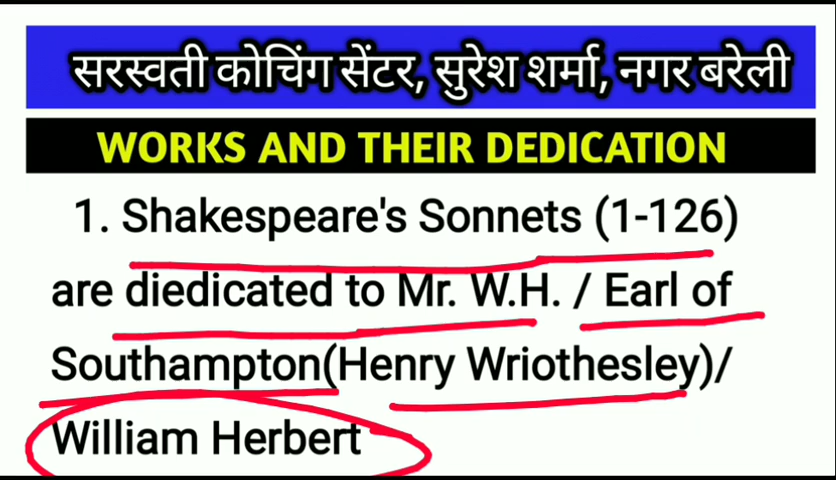 सरस्वती कोचिंग सेंटर, सुरेश शर्मा, नगर बरेली
WORKS AND THEIR DEDICATION
1. Shakespeare's Sonnets (1-126)
are diedicated to Mr. W.H. / Earl of
Southampton(Henry Wriothesley)/
William Herbert